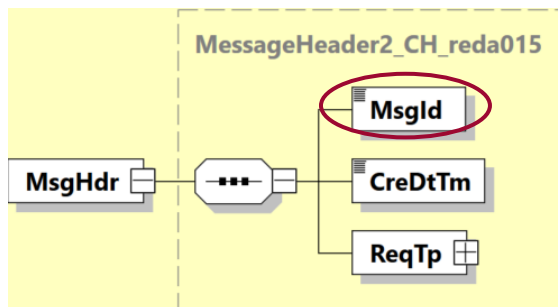 MessageHeader2_CH_reda015
MsgId
MsgHdr
CreDtTm
ReqTp